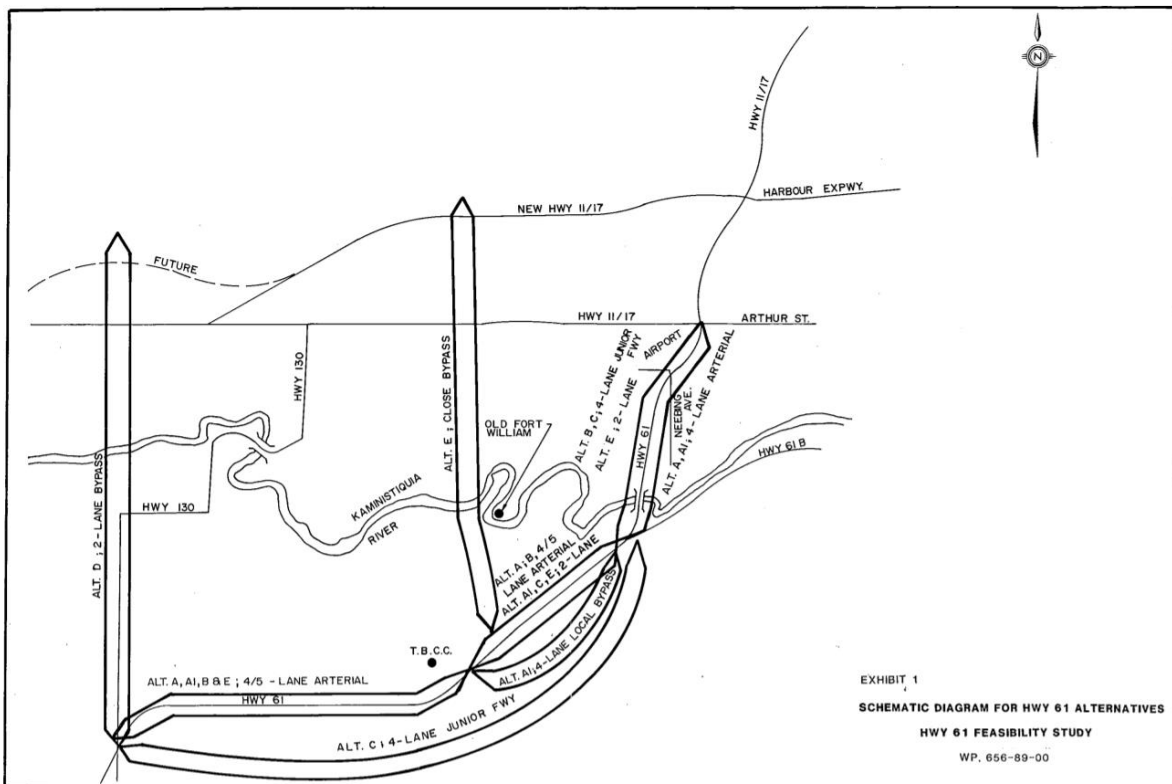 N
HWY 11/17
HARBOUR EXPWY.
NEW HWY 11/17
FUTURE
HWY 11/17
ARTHUR ST.
HWY 130
ALT. E ; CLOSE BYPASS
ALT. B, C ; 4-LANE JUNIOR
FWY
ALT. E ; 2-LANE
AIRPORT
NEEBING
AVE.
HWY 61
ALT. A, A1 ; 4-LANE ARTERIAL
OLD FORT
WILLIAM
HWY 61 B
ALT. D ; 2-LANE BYPASS
HWY 130
KAMINISTIQUIA
RIVER
ALT. A ; B, 4/5
LANE ARTERIAL
ALT. A1, C, E ; 2-LANE
ALT. A1 ; 4-LANE LOCAL BYPASS
T.B.C.C.
ALT. A, A1, B & E ; 4/5 - LANE ARTERIAL
HWY 61
ALT. C ; 4-LANE JUNIOR FWY
EXHIBIT 1
SCHEMATIC DIAGRAM FOR HWY 61 ALTERNATIVES
HWY 61 FEASIBILITY STUDY
WP. 656-89-00